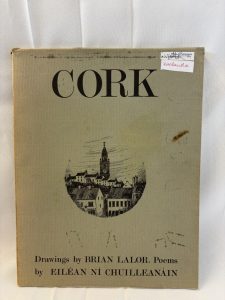 CORK
Drawings by BRIAN LALOR. Poems
by EILÉAN NÍ CHUILLEANÁIN